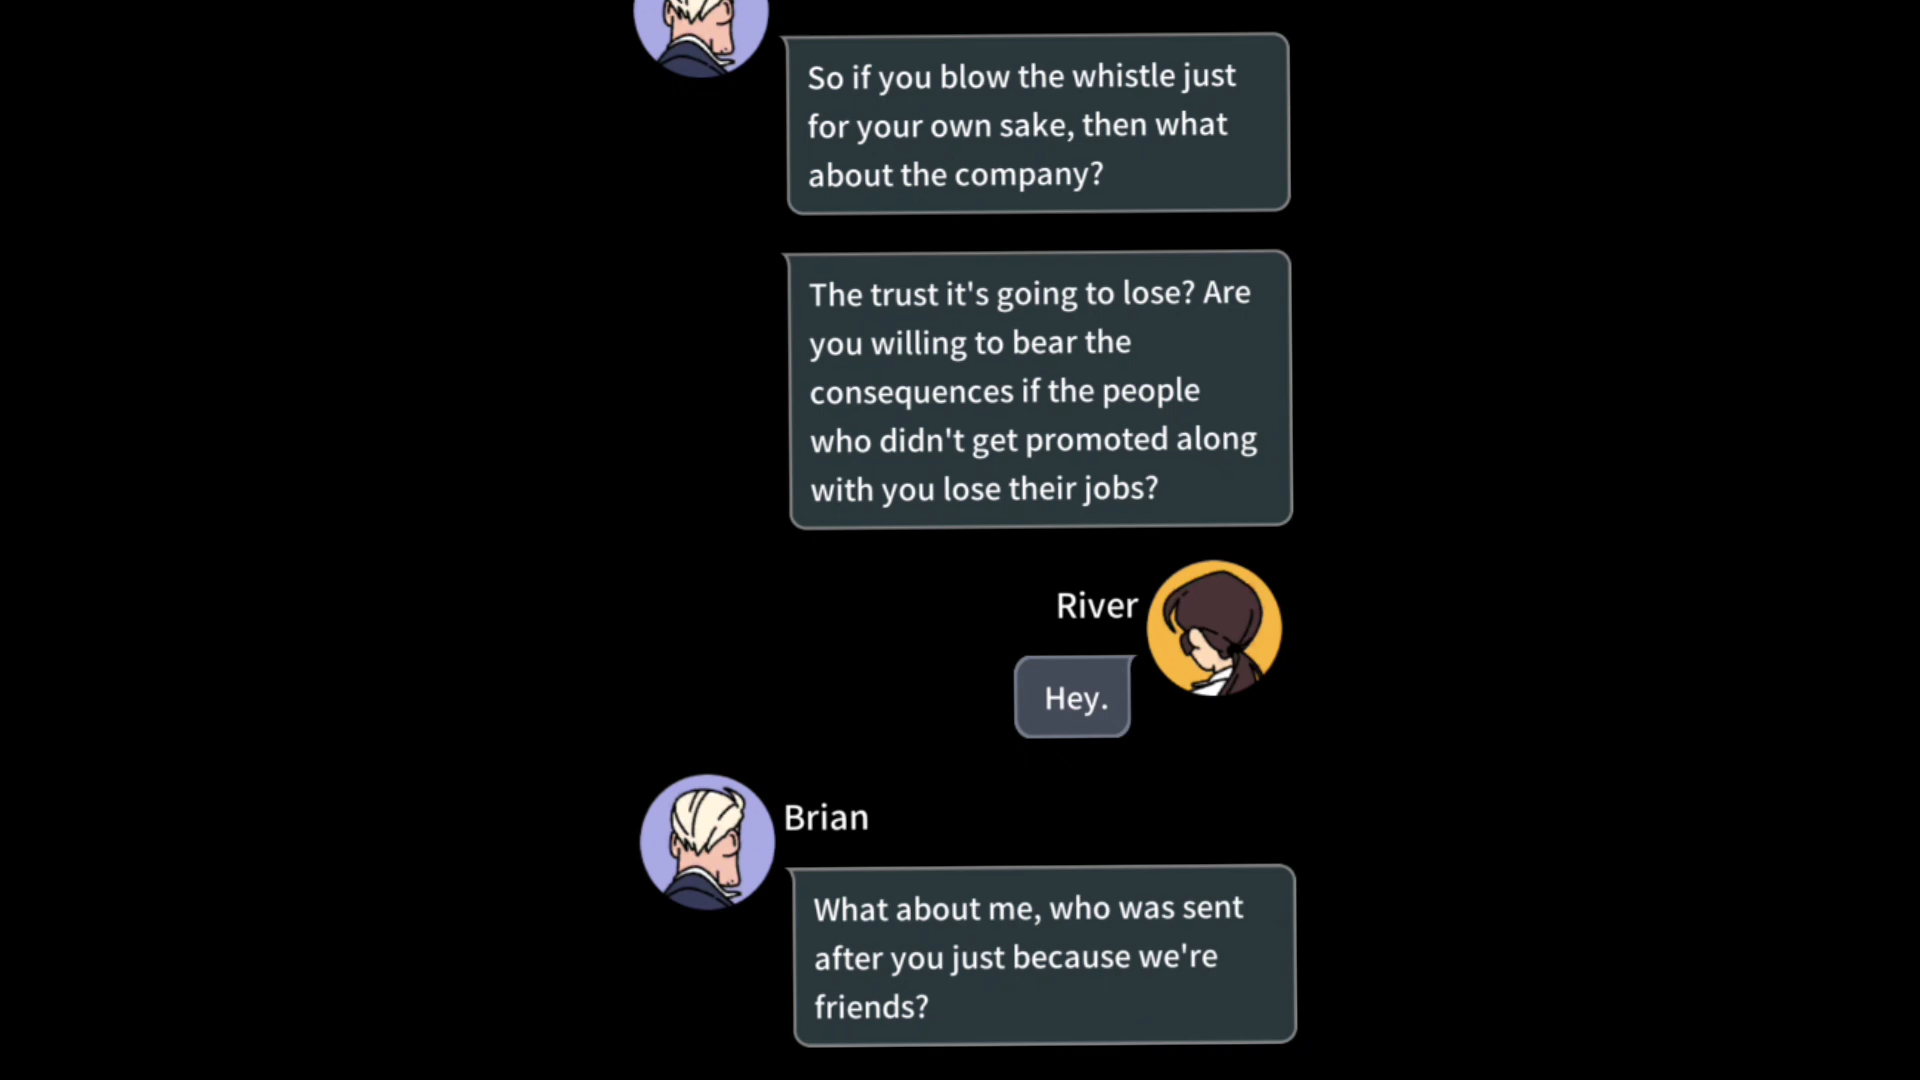 So if you blow the whistle just
for your own sake, then what
about the company?
The trust it's going to lose? Are
you willing to bear the
consequences if the people
who didn't get promoted along
with you lose their jobs?
River
Hey.
Brian
What about me, who was sent
after you just because we're
friends?